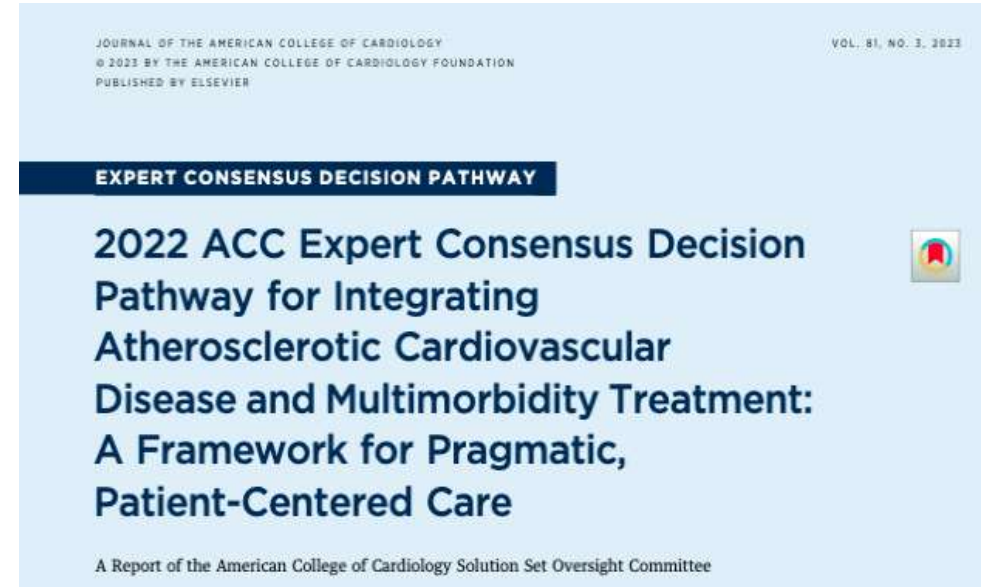 JOURNAL OF THE AMERICAN COLLEGE OF CARDIOLOGY
© 2023 BY THE AMERICAN COLLEGE OF CARDIOLOGY FOUNDATION
PUBLISHED BY ELSEVIER
VOL. 81, NO. 3, 2023
EXPERT CONSENSUS DECISION PATHWAY
2022 ACC Expert Consensus Decision
Pathway for Integrating
Atherosclerotic Cardiovascular
Disease and Multimorbidity Treatment:
A Framework for Pragmatic,
Patient-Centered Care
A Report of the American College of Cardiology Solution Set Oversight Committee